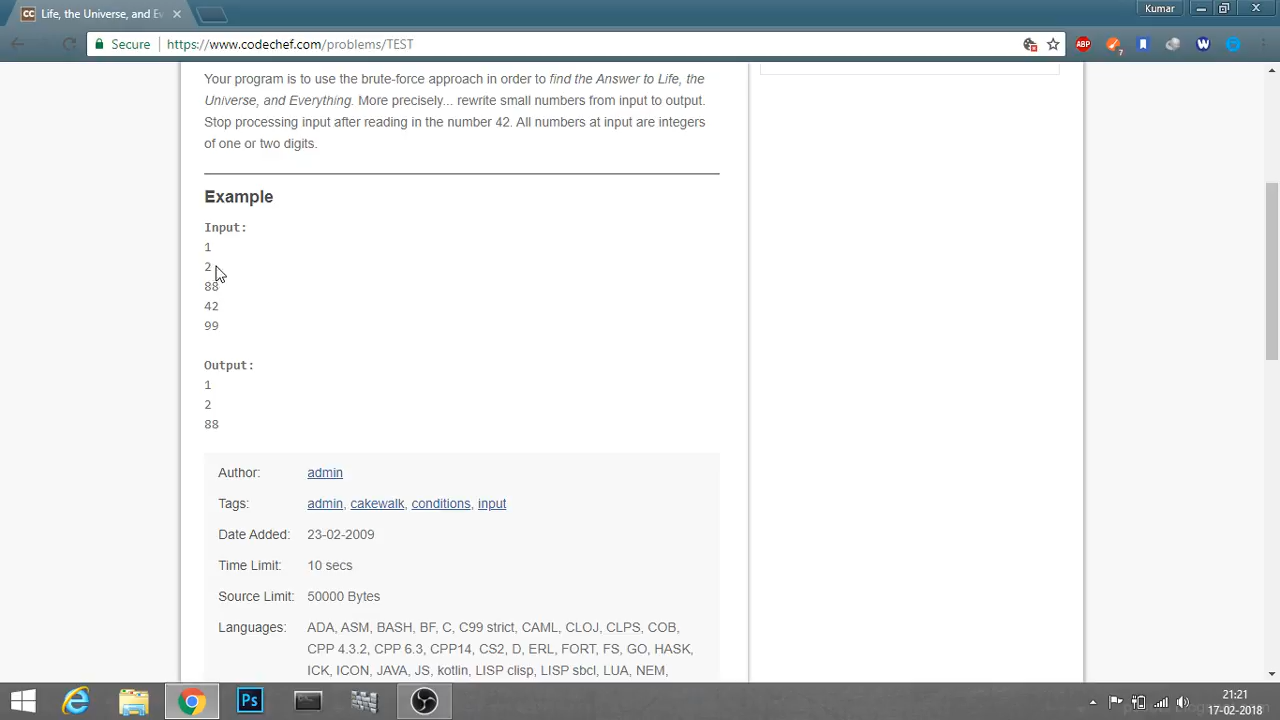 Life, the Universe, and Ev
Kumar
Secure
https://www.codechef.com/problems/TEST
ABP
7
W
Your program is to use the brute-force approach in order to find the Answer to Life, the
Universe, and Everything. More precisely... rewrite small numbers from input to output.
Stop processing input after reading in the number 42. All numbers at input are integers
of one or two digits.
Example
Input:
1
2
88
42
99
Output:
1
2
88
Author: admin
Tags: admin, cakewalk, conditions, input
Date Added: 23-02-2009
Time Limit: 10 secs
Source Limit: 50000 Bytes
Languages: ADA, ASM, BASH, BF, C, C99 strict, CAML, CLOJ, CLPS, COB,
CPP 4.3.2, CPP 6.3, CPP14, CS2, D, ERL, FORT, FS, GO, HASK,
ICK, ICON, JAVA, JS, kotlin, LISP clisp, LISP sbcl, LUA, NEM,
Ps
21:21
17-02-2018